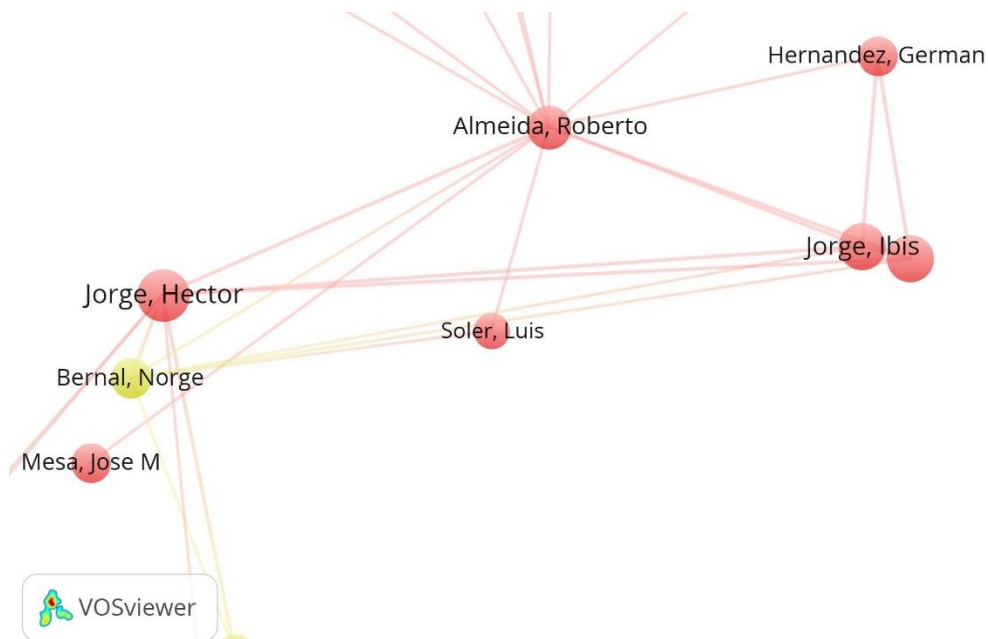 Hernandez, German
Almeida, Roberto
Jorge, Ibis
Jorge, Hector
Soler, Luis
Bernal, Norge
Mesa, Jose M
VOSviewer